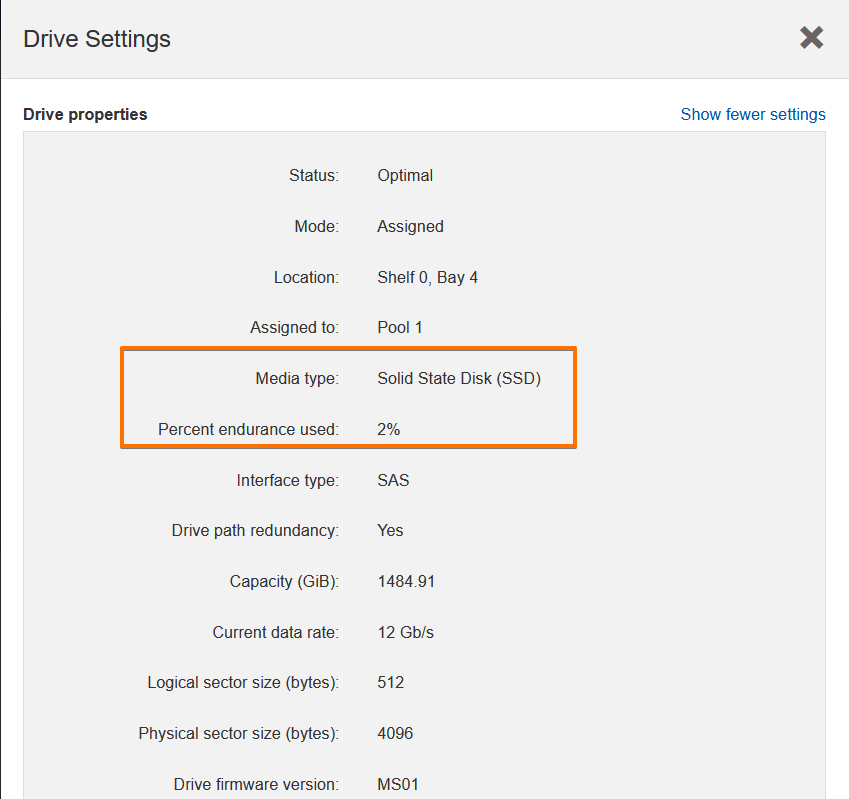 Drive Settings
Drive properties Show fewer settings
Status: Optimal
Mode: Assigned
Location: Shelf 0, Bay 4
Assigned to: Pool 1
Media type: Solid State Disk (SSD)
Percent endurance used: 2%
Interface type: SAS
Drive path redundancy: Yes
Capacity (GiB): 1484.91
Current data rate: 12 Gb/s
Logical sector size (bytes): 512
Physical sector size (bytes): 4096
Drive firmware version: MS01